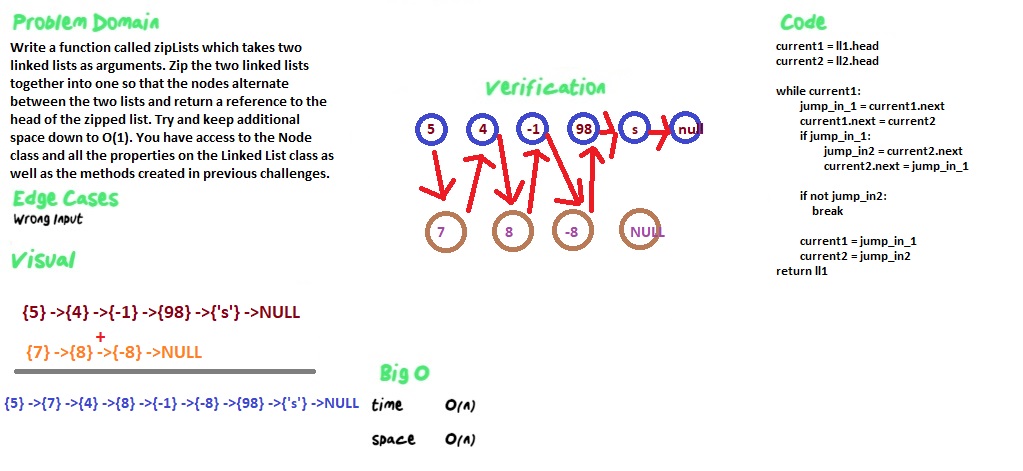 Problem Domain
Write a function called zipLists which takes two
linked lists as arguments. Zip the two linked lists
together into one so that the nodes alternate
between the two lists and return a reference to the
head of the zipped list. Try and keep additional
space down to O(1). You have access to the Node
class and all the properties on the Linked List class as
well as the methods created in previous challenges.
Edge Cases
Wrong Input
Visual
{5} ->{4} ->{-1} ->{98} ->{'s'} ->NULL
+
{7} ->{8} ->{-8} ->NULL
{5} ->{7} ->{4} ->{8} ->{-1} ->{-8} ->{98} ->{'s'} ->NULL
Verification
5 4 -1 98 s null
7 8 -8 NULL
Big O
time O(n)
space O(n)
Code
current1 = ll1.head
current2 = ll2.head
while current1:
jump_in_1 = current1.next
current1.next = current2
if jump_in_1:
jump_in2 = current2.next
current2.next = jump_in_1
if not jump_in2:
break
current1 = jump_in_1
current2 = jump_in2
return ll1